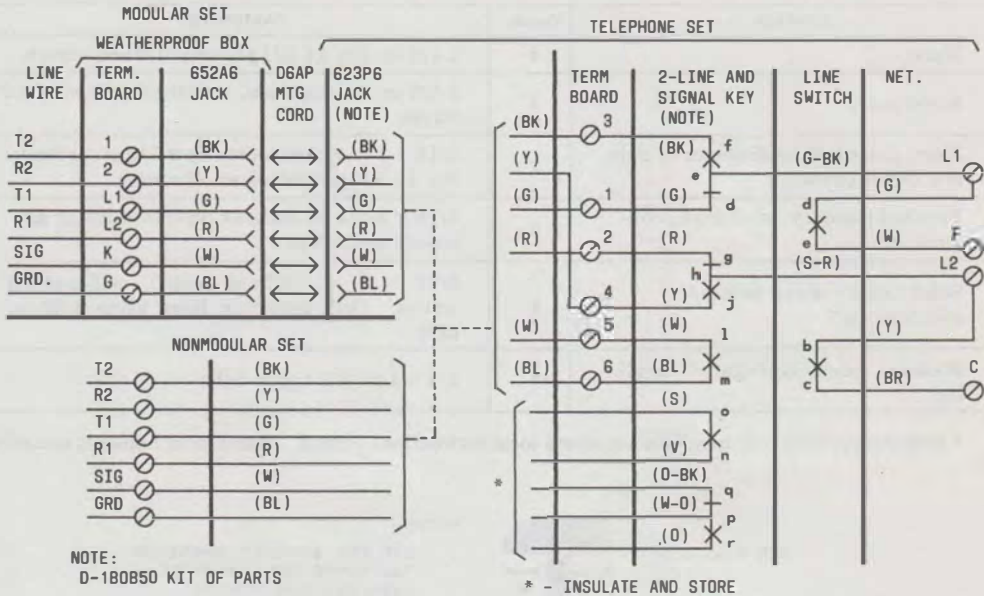 MODULAR SET
WEATHERPROOF BOX
TELEPHONE SET
LINE WIRE
TERM. BOARD
652A6 JACK
DGAP MTG CORD
623P6 JACK (NOTE)
TERM BOARD
2-LINE AND SIGNAL KEY (NOTE)
LINE SWITCH
NET.
T2 1 (BK) (BK)
R2 2 (Y) (Y)
T1 L1 (G) (G)
R1 L2 (R) (R)
SIG K (W) (W)
GRD. G (BL) (BL)
(BK) 3 (BK) f
(Y) e (G-BK) L1
(G) 1 (G) d (G)
d
(R) 2 (R) e (W) F
g (S-R) L2
h
4 (Y) j
(W) 5 (W) l (Y)
b
(BL) 6 (BL) m c (BR) C
(S) o
(V) n
*
(O-BK) q
(W-O) p
(O) r
NONMODULAR SET
T2 (BK)
R2 (Y)
T1 (G)
R1 (R)
SIG (W)
GRD (BL)
NOTE:
D-180850 KIT OF PARTS
* - INSULATE AND STORE